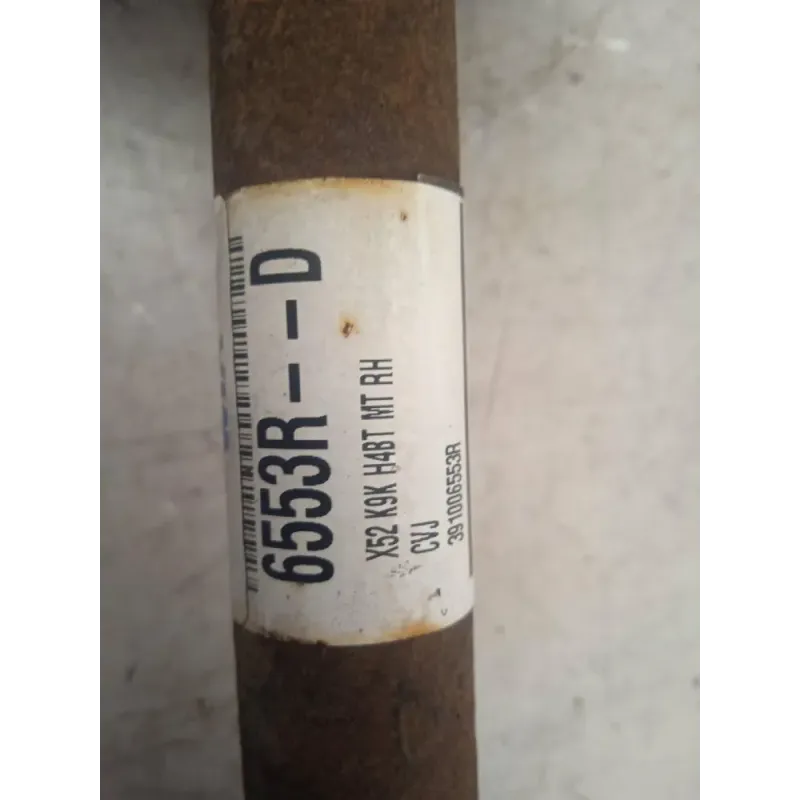 6553R---D
X52 K9K H4BT MT RH
CVJ
391006553R